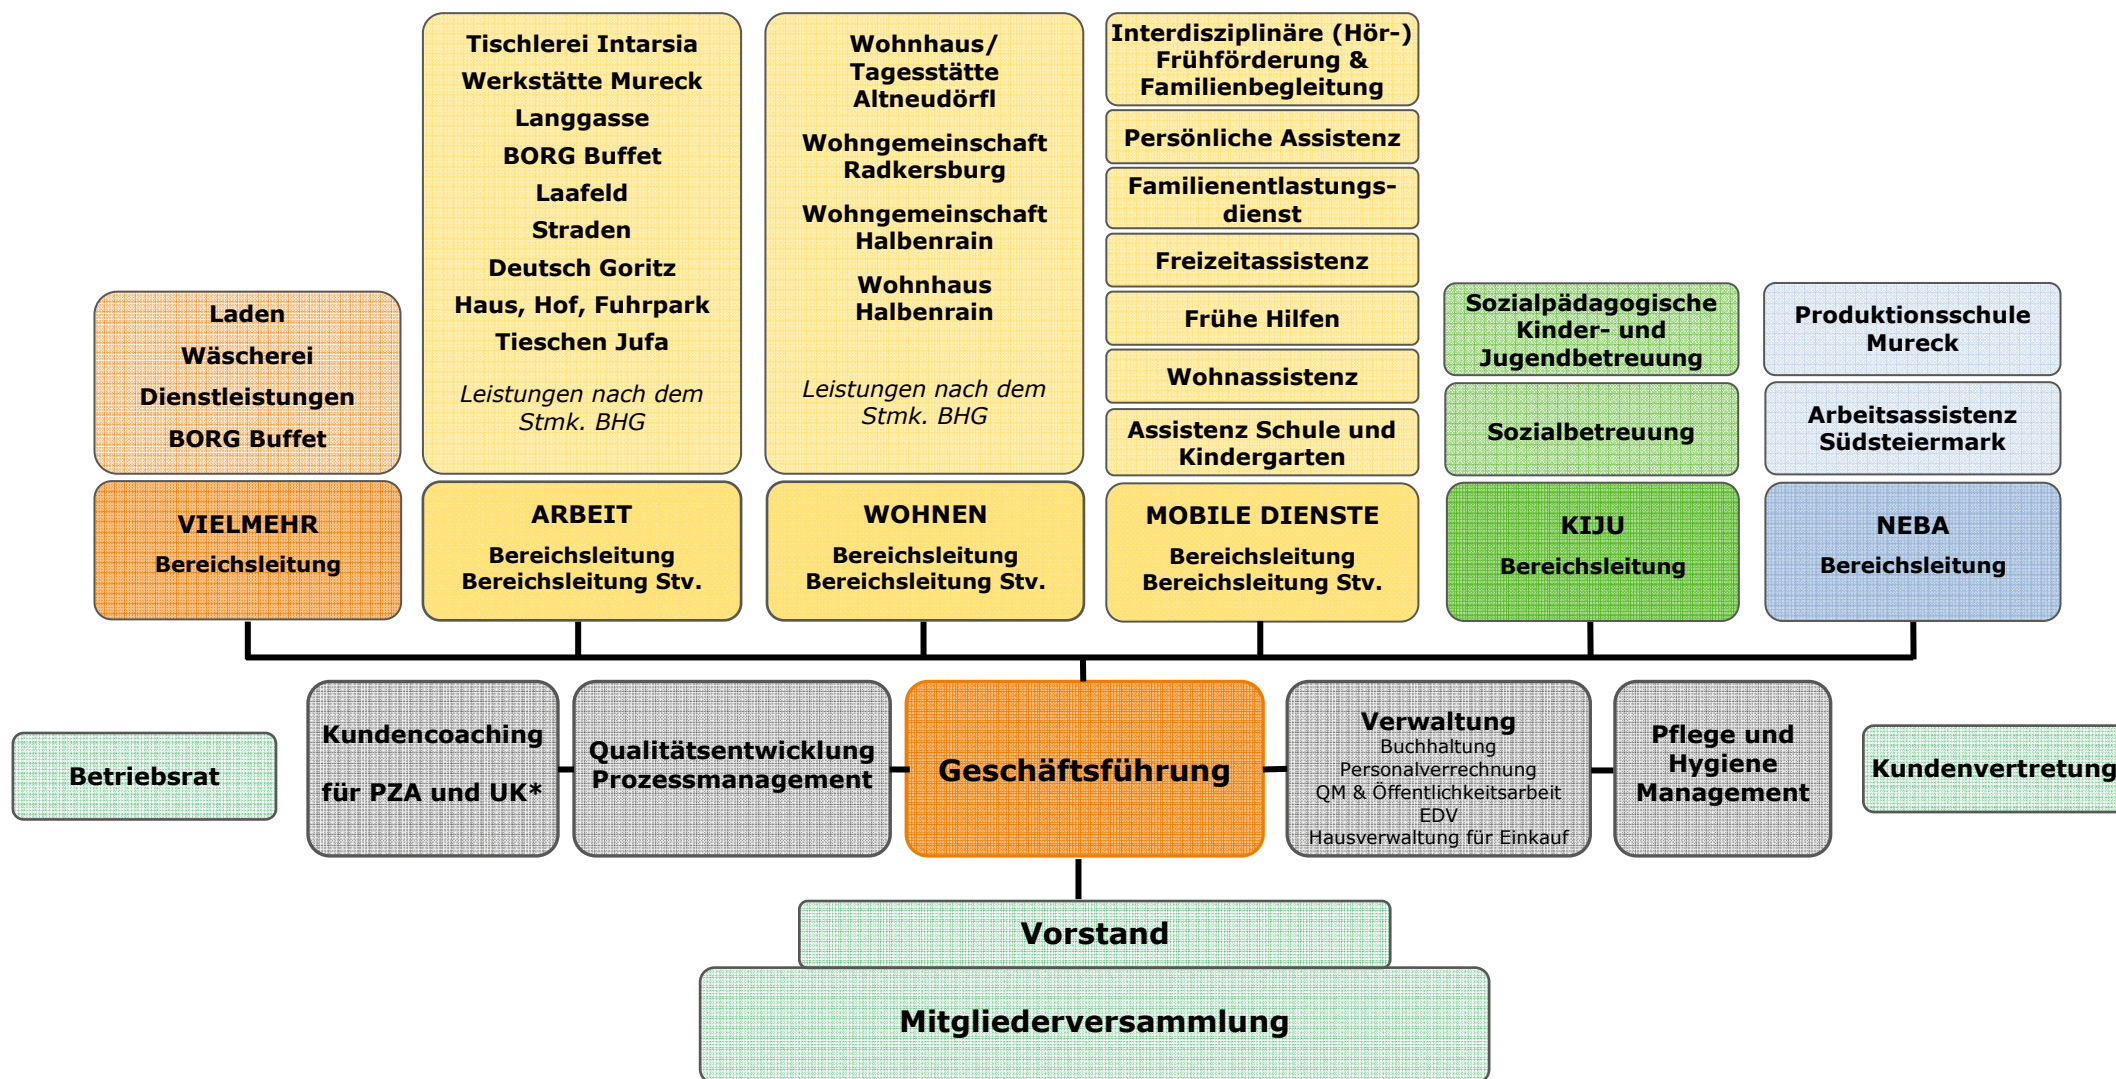 Tischlerei Intarsia
Werkstätte Mureck
Langgasse
BORG Buffet
Laafeld
Straden
Deutsch Goritz
Haus, Hof, Fuhrpark
Tieschen Jufa
Leistungen nach dem
Stmk. BHG
Wohnhaus/
Tagesstätte
Altneudörfl
Wohngemeinschaft
Radkersburg
Wohngemeinschaft
Halbenrain
Wohnhaus
Halbenrain
Leistungen nach dem
Stmk. BHG
Interdisziplinäre (Hör-)
Frühförderung &
Familienbegleitung
Persönliche Assistenz
Familienentlastungs-
dienst
Freizeitassistenz
Frühe Hilfen
Wohnassistenz
Assistenz Schule und
Kindergarten
Laden
Wäscherei
Dienstleistungen
BORG Buffet
Sozialpädagogische
Kinder- und
Jugendbetreuung
Sozialbetreuung
Produktionsschule
Mureck
Arbeitsassistenz
Südsteiermark
VIELMEHR
Bereichsleitung
ARBEIT
Bereichsleitung
Bereichsleitung Stv.
WOHNEN
Bereichsleitung
Bereichsleitung Stv.
MOBILE DIENSTE
Bereichsleitung
Bereichsleitung Stv.
KIJU
Bereichsleitung
NEBA
Bereichsleitung
Betriebsrat
Kundencoaching
für PZA und UK*
Qualitätsentwicklung
Prozessmanagement
Geschäftsführung
Verwaltung
Buchhaltung
Personalverrechnung
QM & Öffentlichkeitsarbeit
EDV
Hausverwaltung für Einkauf
Pflege und
Hygiene
Management
Kundenvertretung
Vorstand
Mitgliederversammlung